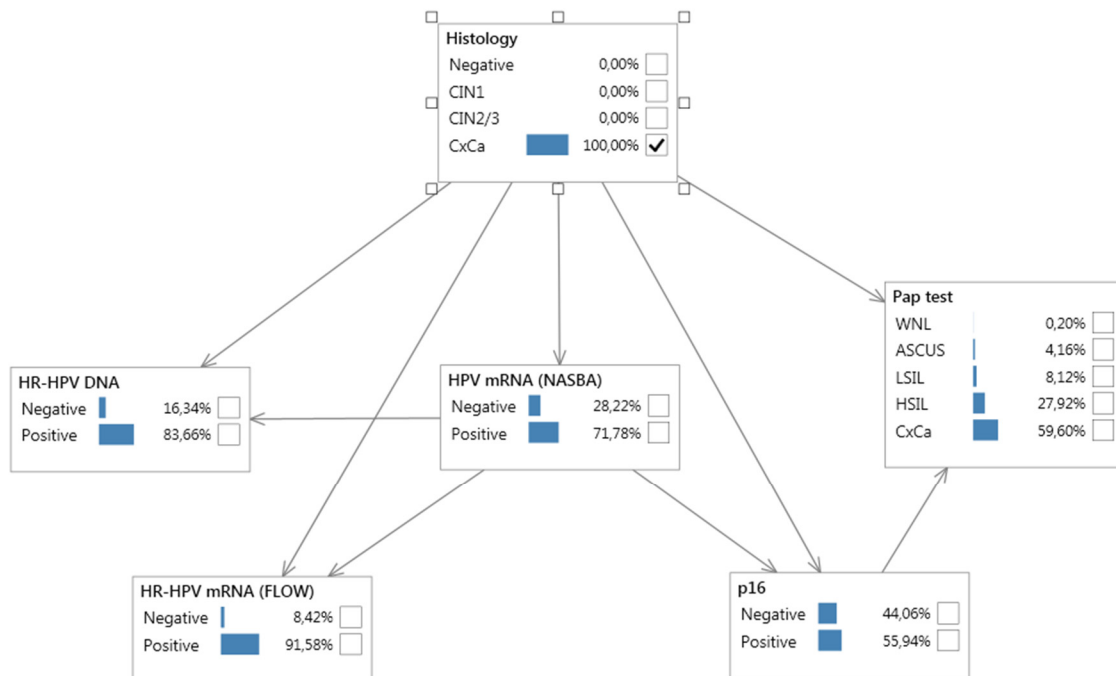 Histology
Negative 0,00%
CIN1 0,00%
CIN2/3 0,00%
CxCa 100,00%
Pap test
WNL 0,20%
ASCUS 4,16%
LSIL 8,12%
HSIL 27,92%
CxCa 59,60%
HR-HPV DNA
Negative 16,34%
Positive 83,66%
HPV mRNA (NASBA)
Negative 28,22%
Positive 71,78%
HR-HPV mRNA (FLOW)
Negative 8,42%
Positive 91,58%
p16
Negative 44,06%
Positive 55,94%